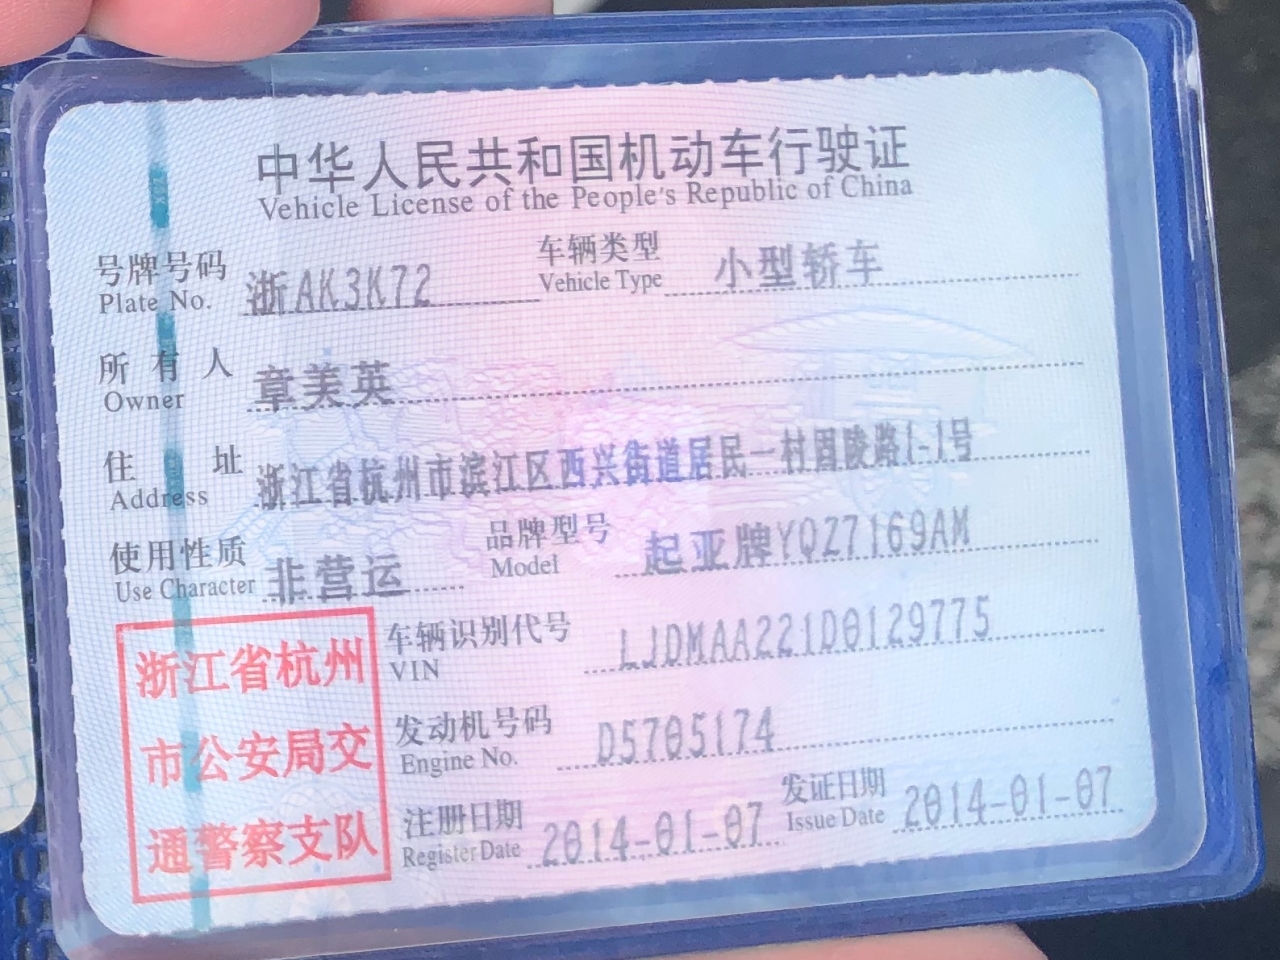 中华人民共和国机动车行驶证
Vehicle License of the People's Republic of China
号牌号码 浙AK3K72 车辆类型 小型轿车
Plate No. Vehicle Type
所有人 章美英
Owner
住址 浙江省杭州市滨江区西兴街道居民一村固陵路1-1号
Address
使用性质 非营运 品牌型号 起亚牌YQZ7169AM
Use Character Model
车辆识别代号 LJDMAA221D0129775
VIN
发动机号码 D5705174
Engine No.
注册日期 2014-01-07 发证日期 2014-01-07
Register Date Issue Date
浙江省杭州
市公安局交
通警察支队